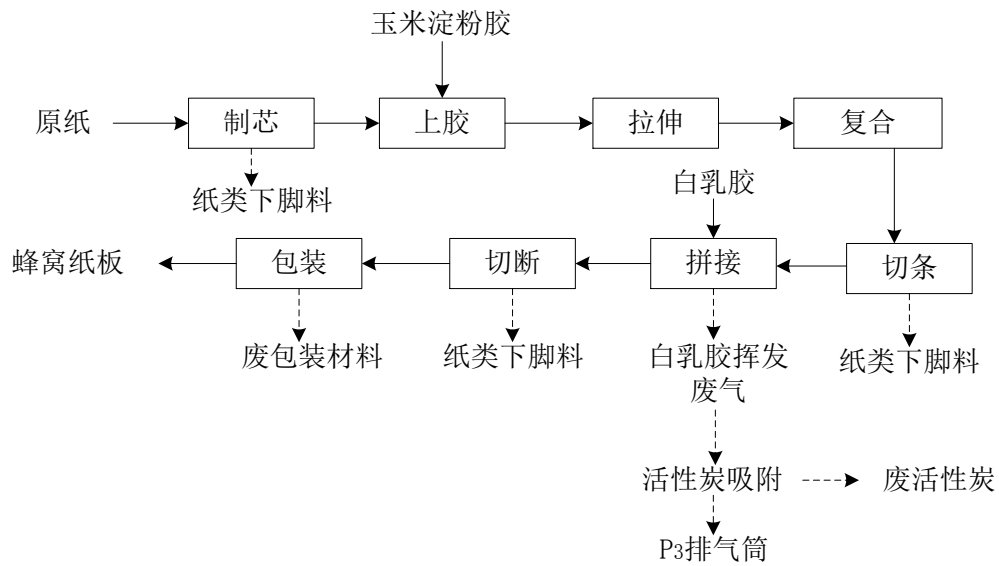 玉米淀粉胶
原纸
制芯
上胶
拉伸
复合
纸类下脚料
白乳胶
蜂窝纸板
包装
切断
拼接
切条
废包装材料
纸类下脚料
白乳胶挥发
废气
纸类下脚料
活性炭吸附
废活性炭
P3排气筒